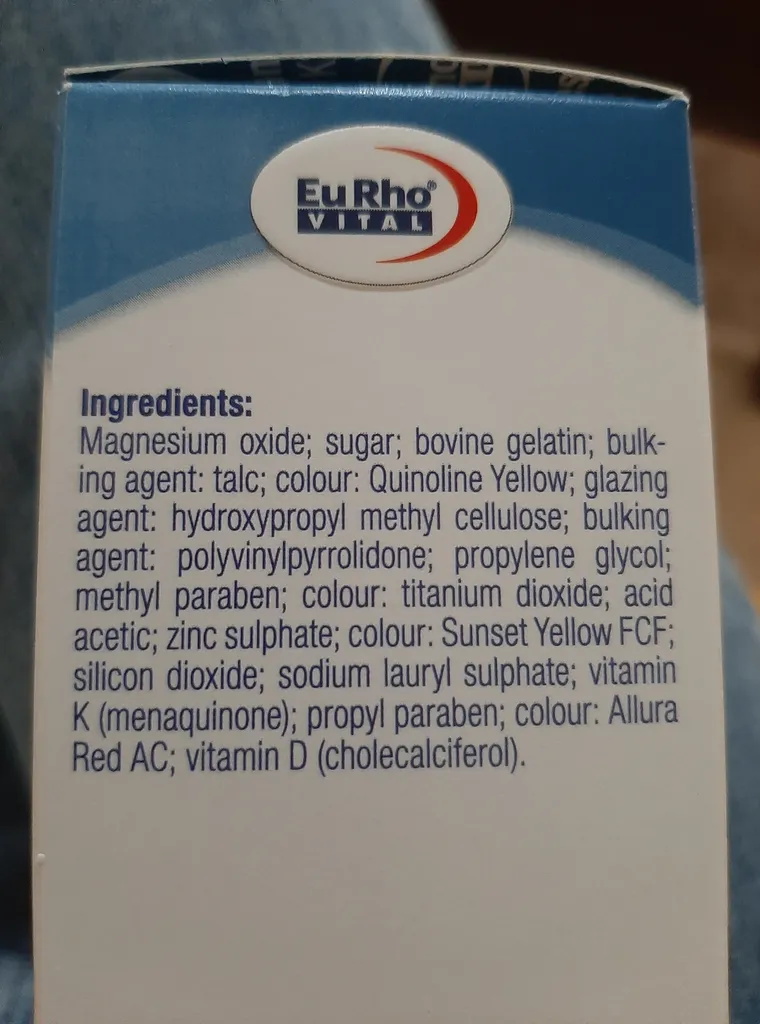 EuRho®
VITAL
Ingredients:
Magnesium oxide; sugar; bovine gelatin; bulk-
ing agent: talc; colour: Quinoline Yellow; glazing
agent: hydroxypropyl methyl cellulose; bulking
agent: polyvinylpyrrolidone; propylene glycol;
methyl paraben; colour: titanium dioxide; acid
acetic; zinc sulphate; colour: Sunset Yellow FCF;
silicon dioxide; sodium lauryl sulphate; vitamin
K (menaquinone); propyl paraben; colour: Allura
Red AC; vitamin D (cholecalciferol).